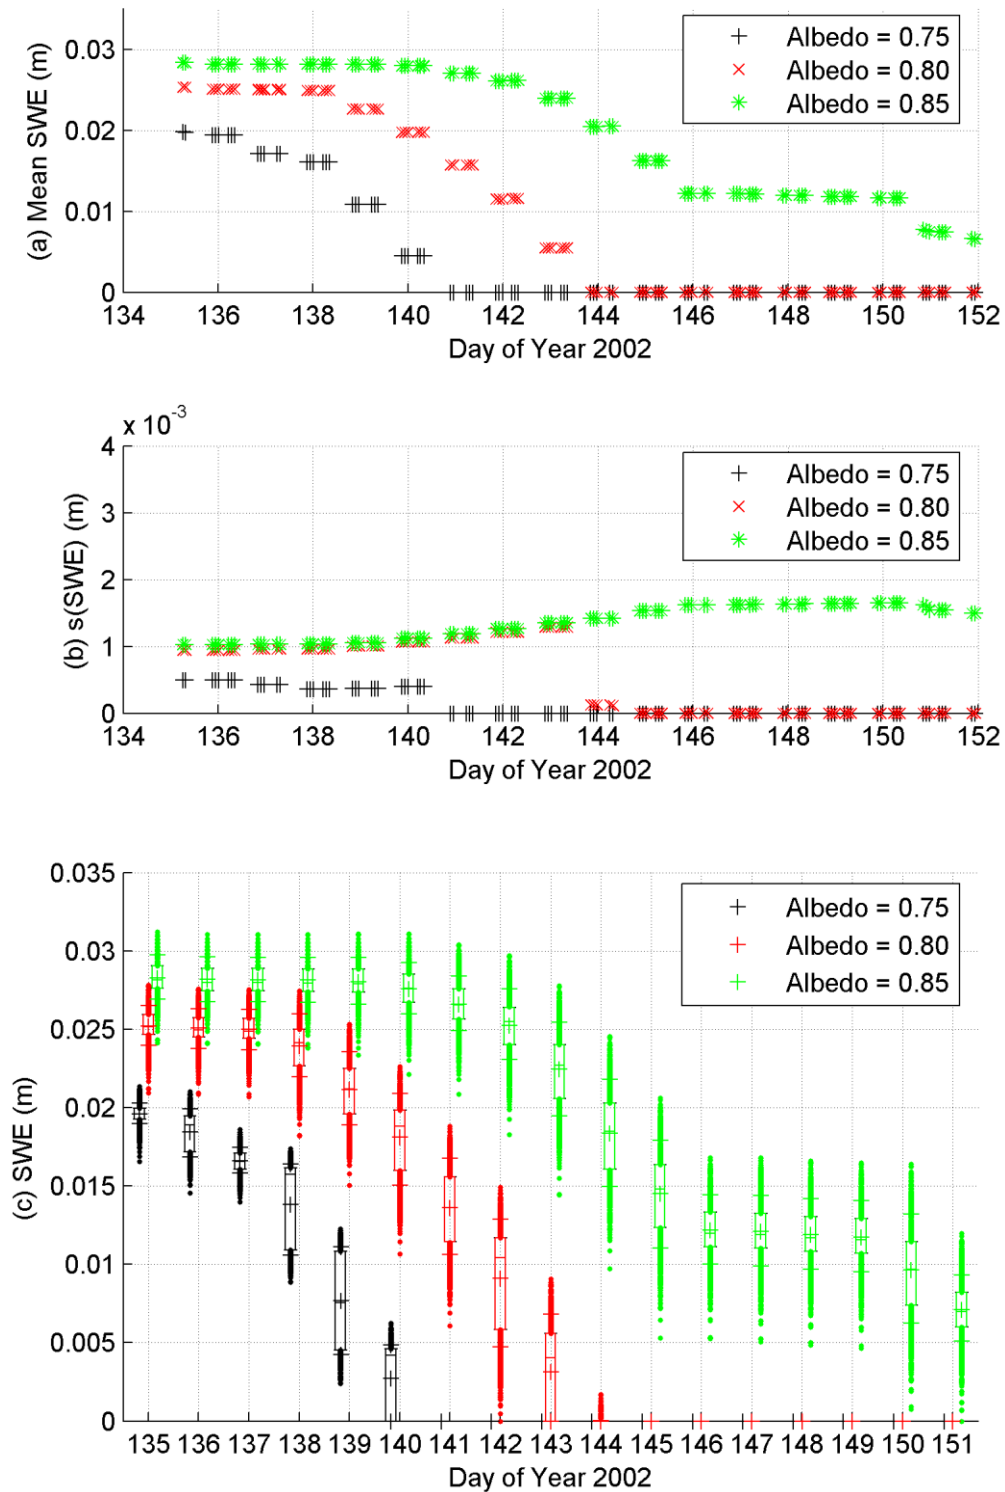 (a) Mean SWE (m)
0.03
0.02
0.01
0
134 136 138 140 142 144 146 148 150 152
Day of Year 2002
Albedo = 0.75
Albedo = 0.80
Albedo = 0.85
x 10-3
(b) s(SWE) (m)
4
3
2
1
0
134 136 138 140 142 144 146 148 150 152
Day of Year 2002
Albedo = 0.75
Albedo = 0.80
Albedo = 0.85
(c) SWE (m)
0.035
0.03
0.025
0.02
0.015
0.01
0.005
0
135 136 137 138 139 140 141 142 143 144 145 146 147 148 149 150 151
Day of Year 2002
Albedo = 0.75
Albedo = 0.80
Albedo = 0.85